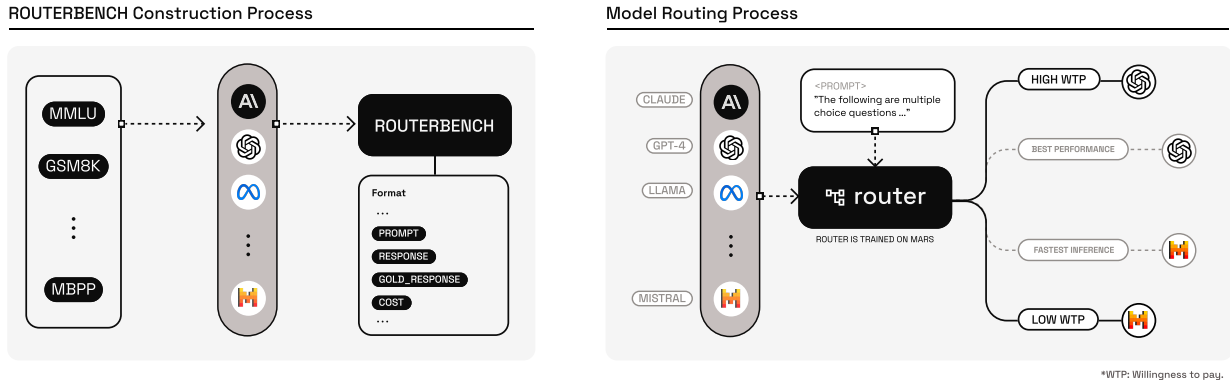 ROUTERBENCH Construction Process
MMLU
GSM8K
MBPP
ROUTERBENCH
Format
...
PROMPT
RESPONSE
GOLD_RESPONSE
COST
...
Model Routing Process
CLAUDE
GPT-4
LLAMA
MISTRAL
<PROMPT>
"The following are multiple
choice questions ..."
router
ROUTER IS TRAINED ON MARS
HIGH WTP
BEST PERFORMANCE
FASTEST INFERENCE
LOW WTP
*WTP: Willingness to pay.